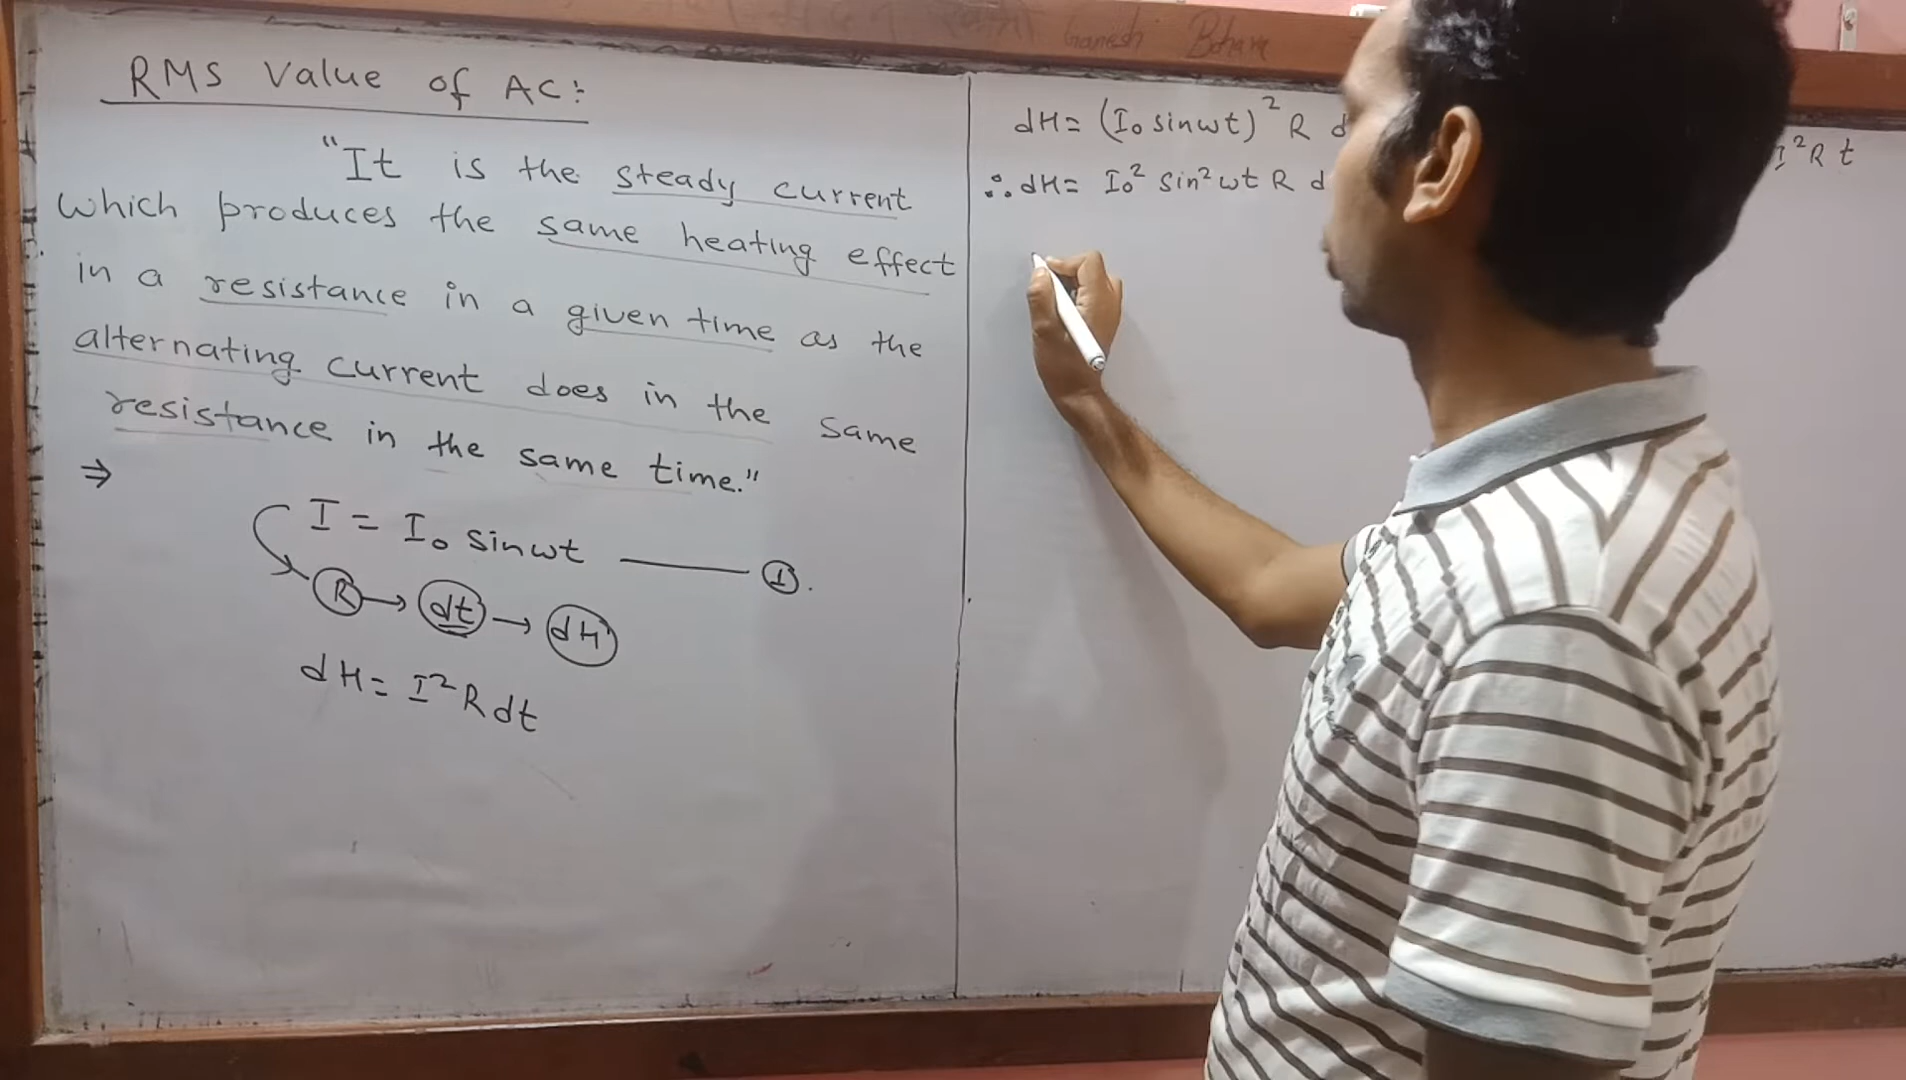 Ganesh Bohara
RMS Value of AC:
"It is the steady current
which produces the same heating effect
in a resistance in a given time as the
alternating current does in the same
resistance in the same time."
⇒
I = I₀ sinωt ——— ①.
R → dt → dH
dH = I²R dt
dH = (I₀ sinωt)² R d
∴ dH = I₀² sin²ωt R d
I²R t